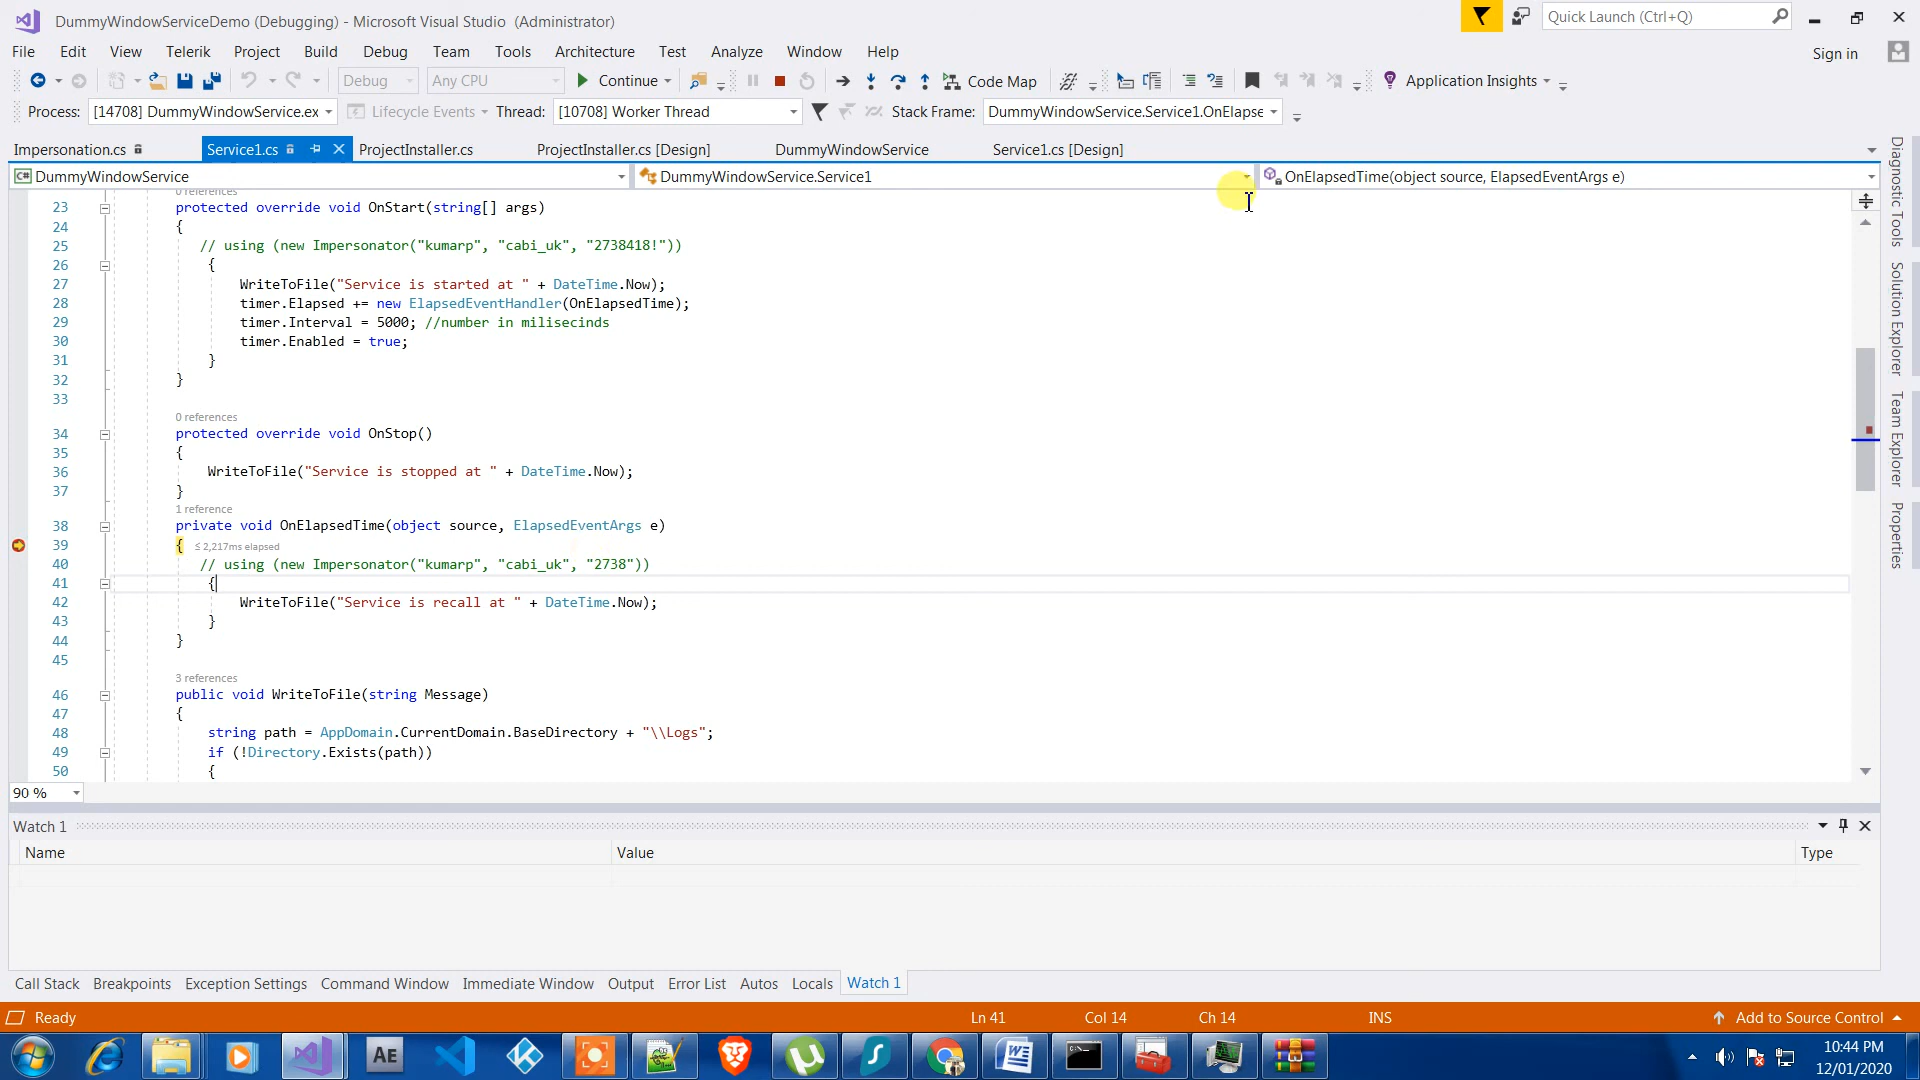 DummyWindowServiceDemo (Debugging) - Microsoft Visual Studio (Administrator)
Quick Launch (Ctrl+Q)
File Edit View Telerik Project Build Debug Team Tools Architecture Test Analyze Window Help
Sign in
Debug Any CPU Continue Code Map Application Insights
Process: [14708] DummyWindowService.ex Lifecycle Events Thread: [10708] Worker Thread Stack Frame: DummyWindowService.Service1.OnElapse
Impersonation.cs Service1.cs ProjectInstaller.cs ProjectInstaller.cs [Design] DummyWindowService Service1.cs [Design]
DummyWindowService DummyWindowService.Service1 OnElapsedTime(object source, ElapsedEventArgs e)
0 references
23 protected override void OnStart(string[] args)
24 {
25 // using (new Impersonator("kumarp", "cabi_uk", "2738418!"))
26 {
27 WriteToFile("Service is started at " + DateTime.Now);
28 timer.Elapsed += new ElapsedEventHandler(OnElapsedTime);
29 timer.Interval = 5000; //number in milisecinds
30 timer.Enabled = true;
31 }
32 }
33
0 references
34 protected override void OnStop()
35 {
36 WriteToFile("Service is stopped at " + DateTime.Now);
37 }
1 reference
38 private void OnElapsedTime(object source, ElapsedEventArgs e)
39 { ≤ 2,217ms elapsed
40 // using (new Impersonator("kumarp", "cabi_uk", "2738"))
41 {
42 WriteToFile("Service is recall at " + DateTime.Now);
43 }
44 }
45
3 references
46 public void WriteToFile(string Message)
47 {
48 string path = AppDomain.CurrentDomain.BaseDirectory + "\\Logs";
49 if (!Directory.Exists(path))
50 {
90 %
Diagnostic Tools
Solution Explorer
Team Explorer
Properties
Watch 1
Name Value Type
Call Stack Breakpoints Exception Settings Command Window Immediate Window Output Error List Autos Locals Watch 1
Ready Ln 41 Col 14 Ch 14 INS Add to Source Control
AE
10:44 PM
12/01/2020